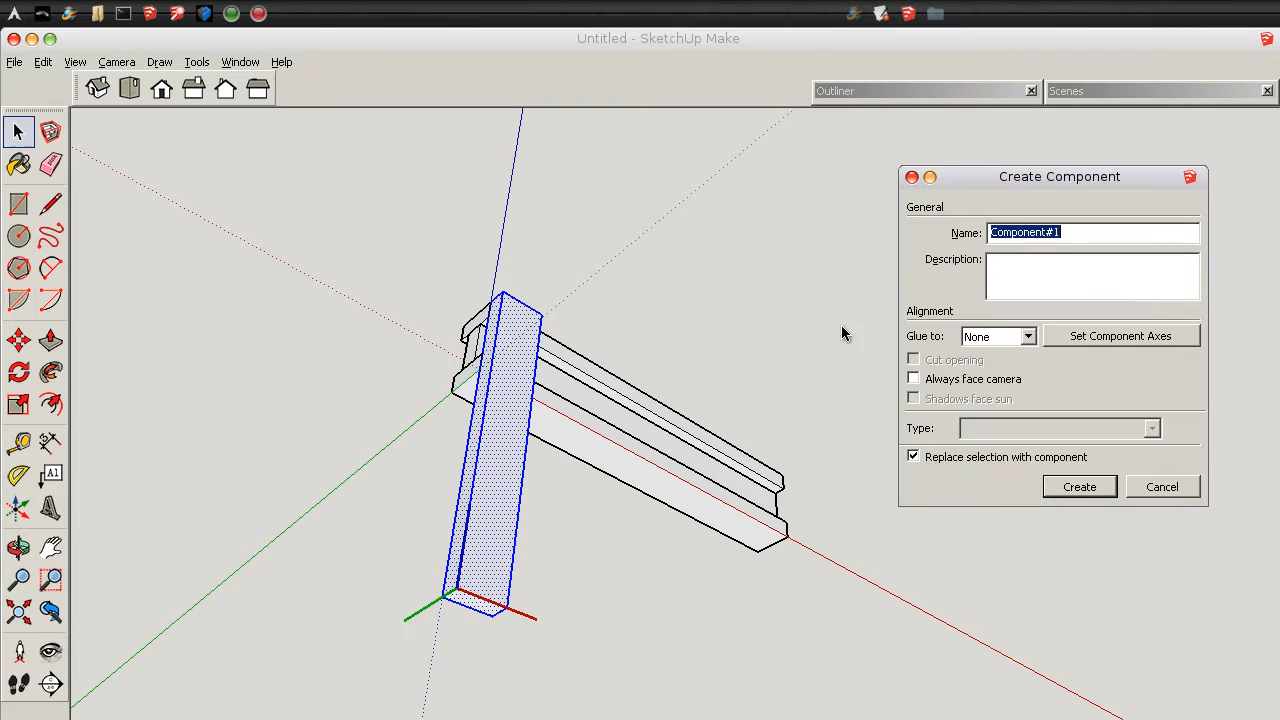 Untitled - SketchUp Make
File Edit View Camera Draw Tools Window Help
Outliner
Scenes
Create Component
General
Name: Component#1
Description:
Alignment
Glue to: None Set Component Axes
Cut opening
Always face camera
Shadows face sun
Type:
Replace selection with component
Create Cancel
A1